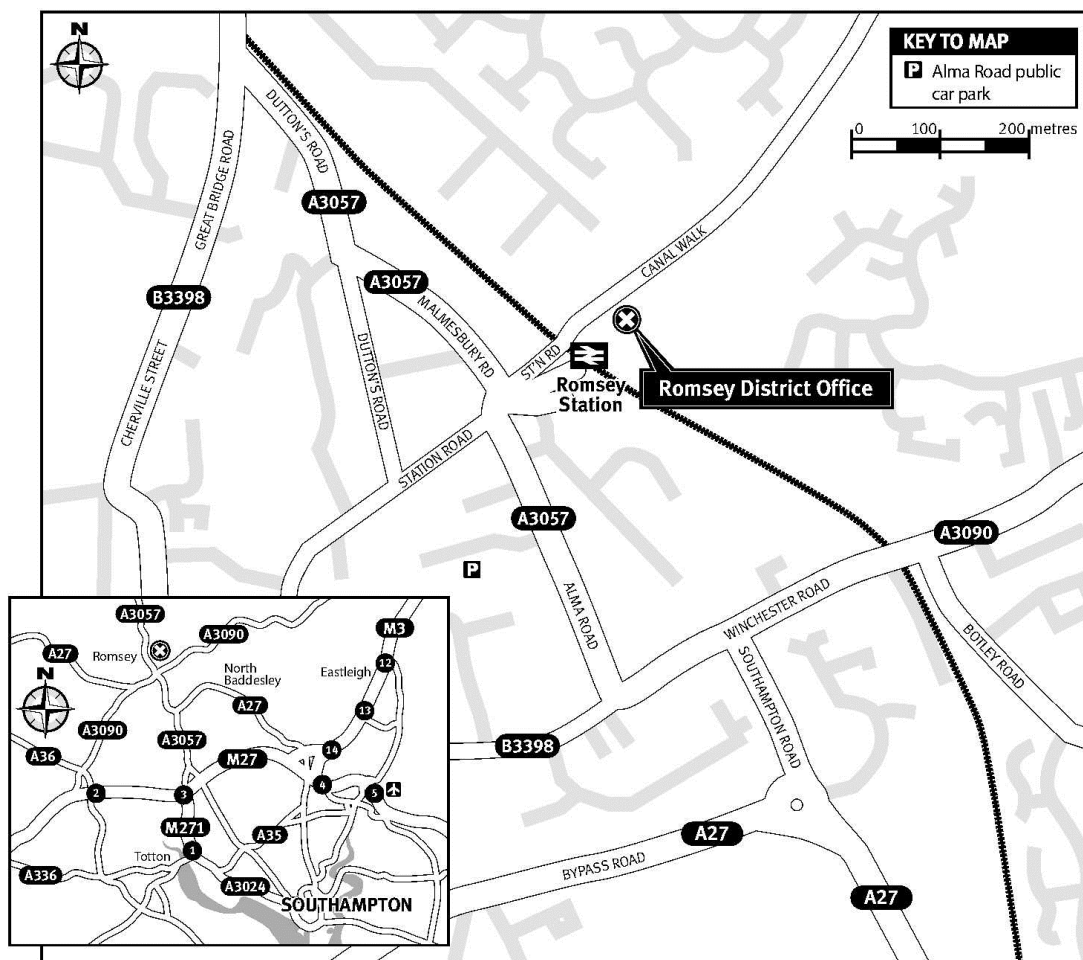 N
KEY TO MAP
P Alma Road public
car park
0 100 200 metres
DUTTON'S ROAD
GREAT BRIDGE ROAD
A3057
CANAL WALK
A3057
B3398
MALMESBURY RD
DUTTON'S ROAD
ST'N RD
Romsey
Station
Romsey District Office
CHERVILLE STREET
STATION ROAD
A3057
A3090
P
ALMA ROAD
WINCHESTER ROAD
BOTLEY ROAD
SOUTHAMPTON ROAD
B3398
A27
BYPASS ROAD
A27
A3057
M3
A3090
A27
Romsey
12
North
Baddesley
Eastleigh
N
A27
13
A3090
A3057
14
A36
M27
4
2
3
5
M271
A35
1
Totton
A336
A3024
SOUTHAMPTON